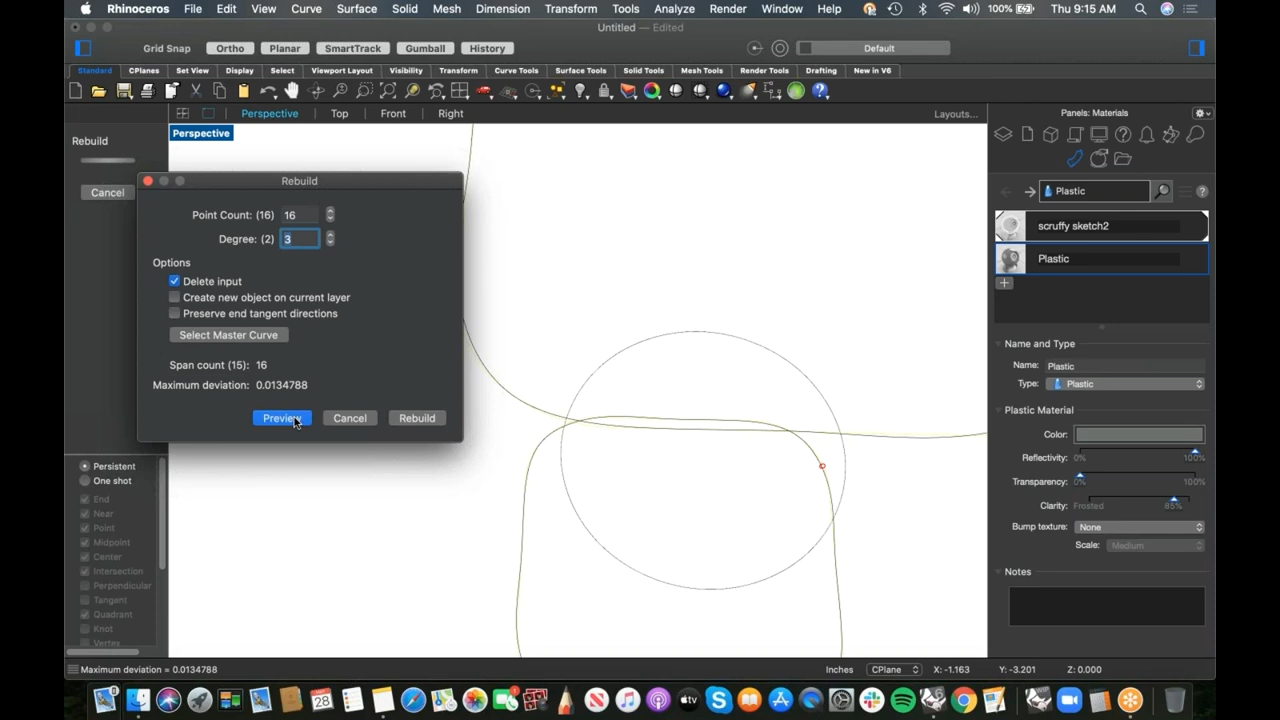 Rhinoceros File Edit View Curve Surface Solid Mesh Dimension Transform Tools Analyze Render Window Help 100% Thu 9:15 AM
Untitled — Edited
Grid Snap Ortho Planar SmartTrack Gumball History Default
Standard CPlanes Set View Display Select Viewport Layout Visibility Transform Curve Tools Surface Tools Solid Tools Mesh Tools Render Tools Drafting New in V6
Perspective Top Front Right Layouts... Panels: Materials
Perspective
Rebuild
Cancel
Rebuild
Point Count: (16) 16
Degree: (2) 3
Options
Delete input
Create new object on current layer
Preserve end tangent directions
Select Master Curve
Span count (15): 16
Maximum deviation: 0.0134788
Preview Cancel Rebuild
Plastic
scruffy sketch2
Plastic
Name and Type
Name: Plastic
Type: Plastic
Plastic Material
Color:
Reflectivity: 0% 100%
Transparency: 0% 100%
Clarity: Frosted 85%
Bump texture: None
Scale: Medium
Notes
Persistent
One shot
End
Near
Point
Midpoint
Center
Intersection
Perpendicular
Tangent
Quadrant
Knot
Vertex
Maximum deviation = 0.0134788 Inches CPlane X: -1.163 Y: -3.201 Z: 0.000
28
tv